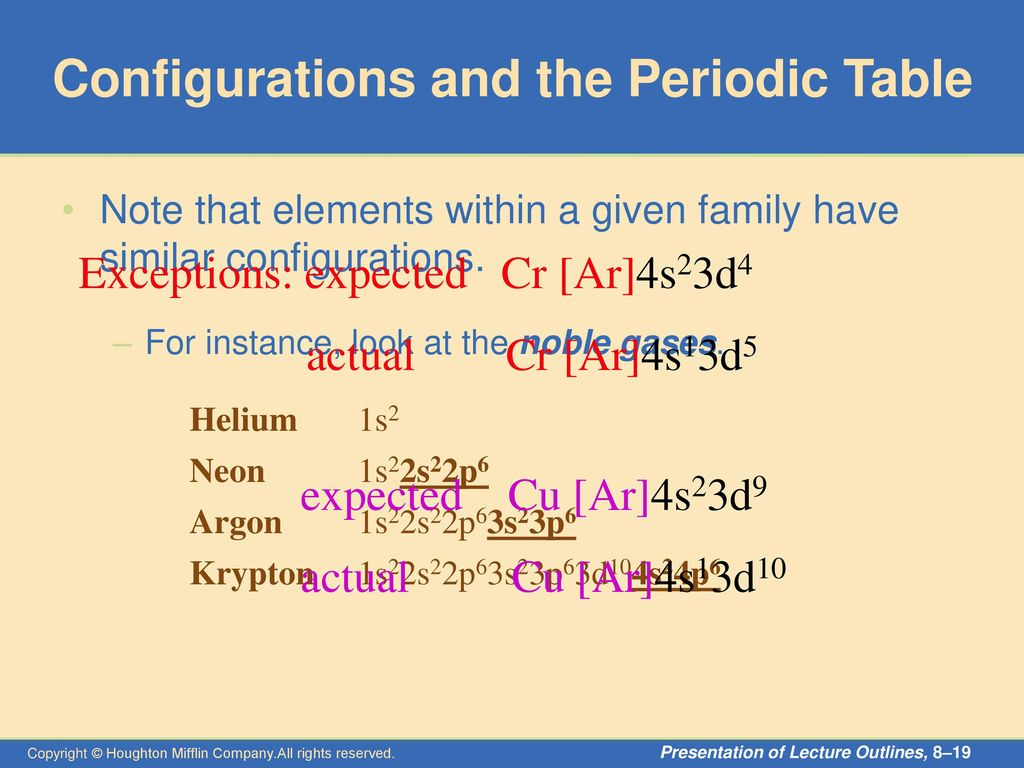 Configurations and the Periodic Table
• Note that elements within a given family have
similar configurations.
Exceptions: expected Cr [Ar]4s²3d⁴
– For instance, look at the noble gases.
actual Cr [Ar]4s¹3d⁵
Helium 1s²
Neon 1s²2s²2p⁶
expected Cu [Ar]4s²3d⁹
Argon 1s²2s²2p⁶3s²3p⁶
Krypton 1s²2s²2p⁶3s²3p⁶3d¹⁰4s²4p⁶
actual Cu [Ar]4s¹3d¹⁰
Copyright © Houghton Mifflin Company.All rights reserved.
Presentation of Lecture Outlines, 8–19